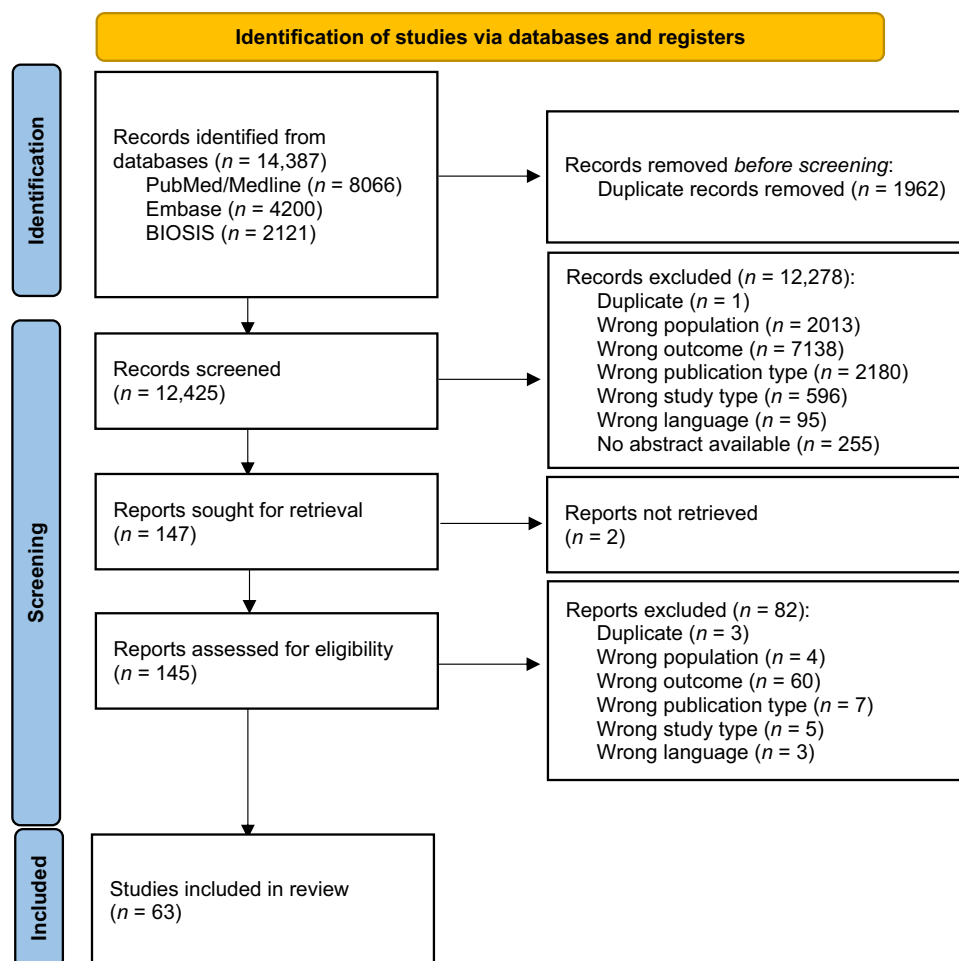 Identification of studies via databases and registers
Identification
Records identified from
databases (n = 14,387)
PubMed/Medline (n = 8066)
Embase (n = 4200)
BIOSIS (n = 2121)
Records removed before screening:
Duplicate records removed (n = 1962)
Screening
Records screened
(n = 12,425)
Records excluded (n = 12,278):
Duplicate (n = 1)
Wrong population (n = 2013)
Wrong outcome (n = 7138)
Wrong publication type (n = 2180)
Wrong study type (n = 596)
Wrong language (n = 95)
No abstract available (n = 255)
Reports sought for retrieval
(n = 147)
Reports not retrieved
(n = 2)
Reports assessed for eligibility
(n = 145)
Reports excluded (n = 82):
Duplicate (n = 3)
Wrong population (n = 4)
Wrong outcome (n = 60)
Wrong publication type (n = 7)
Wrong study type (n = 5)
Wrong language (n = 3)
Included
Studies included in review
(n = 63)